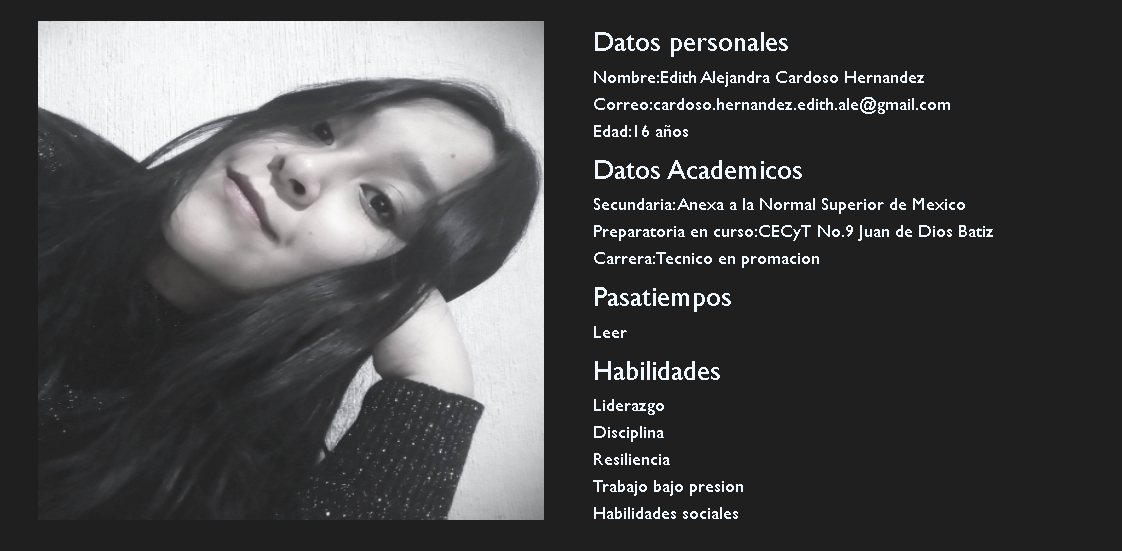 Datos personales
Nombre:Edith Alejandra Cardoso Hernandez
Correo:cardoso.hernandez.edith.ale@gmail.com
Edad:16 años
Datos Academicos
Secundaria:Anexa a la Normal Superior de Mexico
Preparatoria en curso:CECyT No.9 Juan de Dios Batiz
Carrera:Tecnico en promacion
Pasatiempos
Leer
Habilidades
Liderazgo
Disciplina
Resiliencia
Trabajo bajo presion
Habilidades sociales